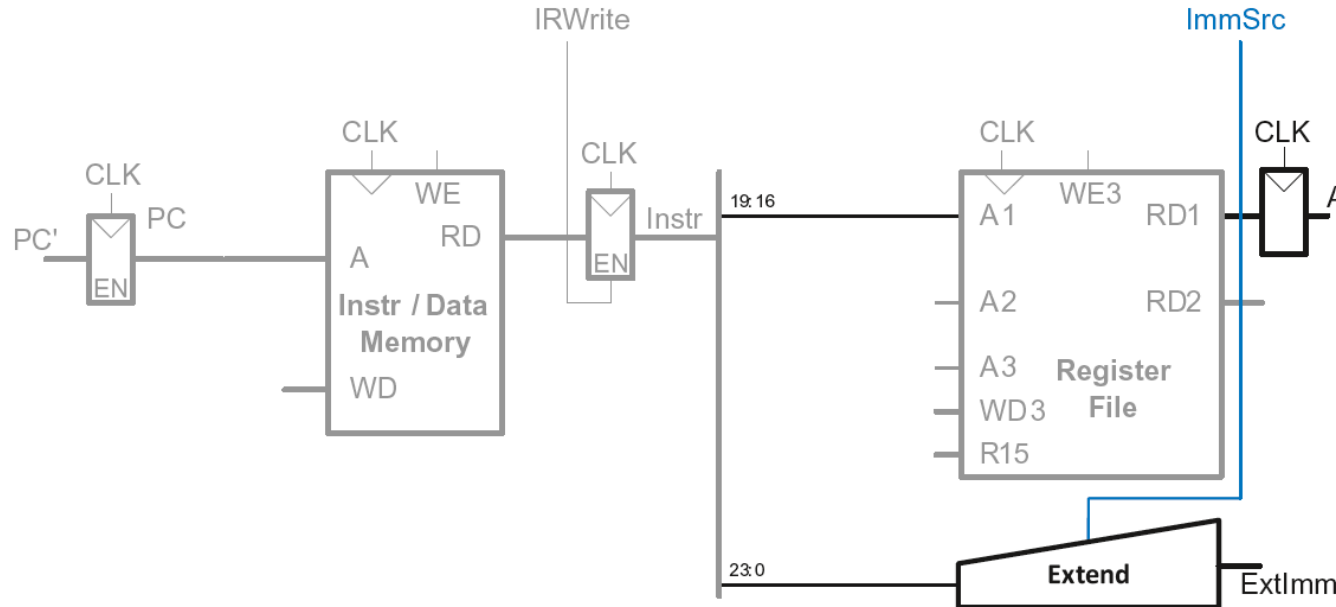 IRWrite
ImmSrc
CLK
CLK
CLK
CLK
CLK
WE
WE3
19:16
PC'
PC
EN
A
RD
EN
Instr
A1
RD1
A
Instr / Data
Memory
A2
RD2
WD
A3
Register
File
WD3
R15
23:0
Extend
ExtImm